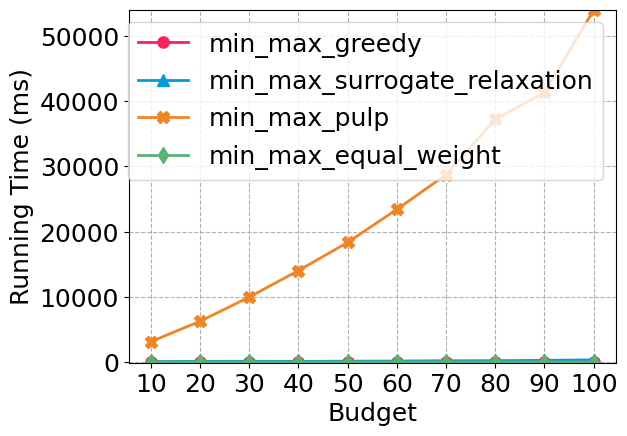 min_max_greedy
min_max_surrogate_relaxation
min_max_pulp
min_max_equal_weight
Running Time (ms)
50000
40000
30000
20000
10000
0
10 20 30 40 50 60 70 80 90 100
Budget